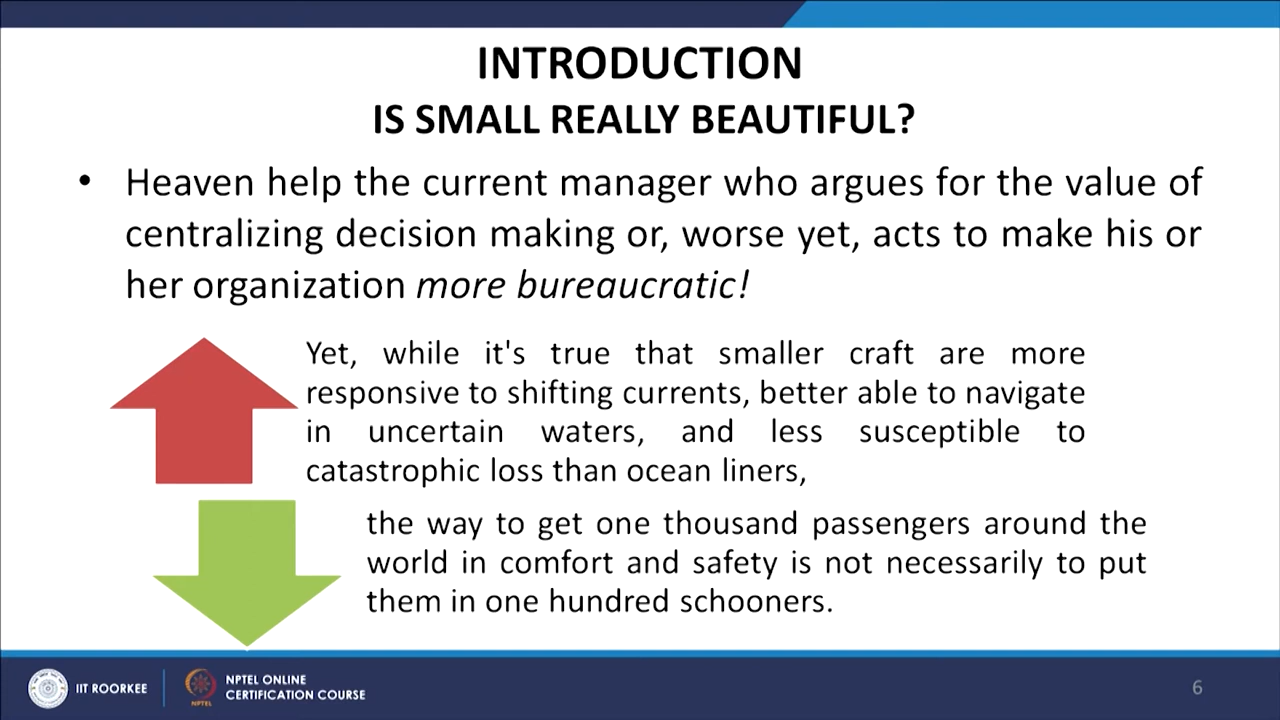 INTRODUCTION
IS SMALL REALLY BEAUTIFUL?
• Heaven help the current manager who argues for the value of
centralizing decision making or, worse yet, acts to make his or
her organization more bureaucratic!
Yet, while it's true that smaller craft are more
responsive to shifting currents, better able to navigate
in uncertain waters, and less susceptible to
catastrophic loss than ocean liners,
the way to get one thousand passengers around the
world in comfort and safety is not necessarily to put
them in one hundred schooners.
IIT ROORKEE
NPTEL
NPTEL ONLINE
CERTIFICATION COURSE
6